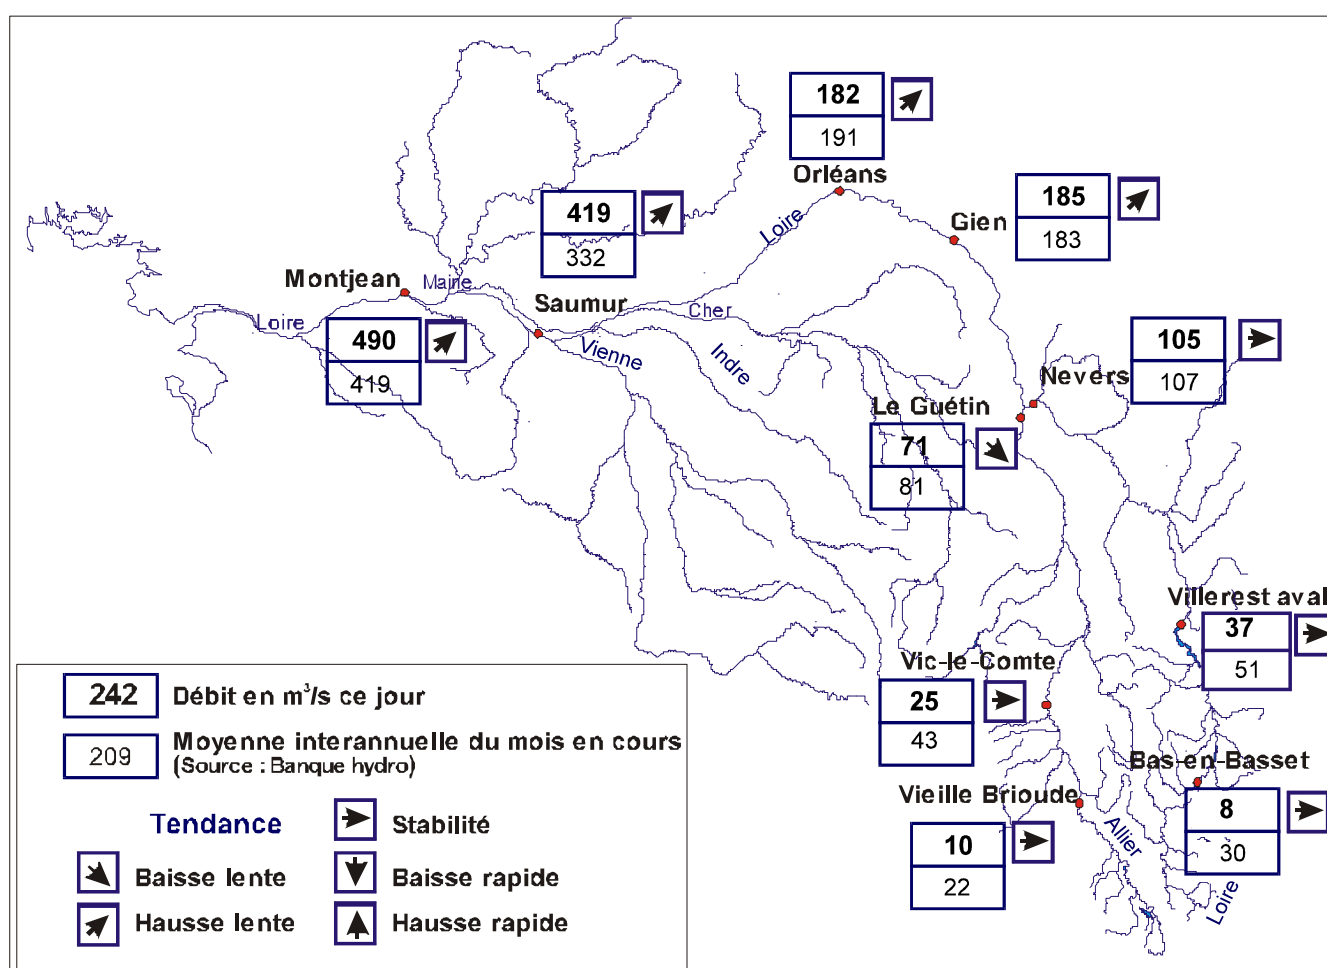 182
191
Orléans
419
332
Loire
Gien
185
183
Montjean
Maine
Saumur
Cher
Loire
490
419
Vienne
Indre
Nevers
105
107
Le Guétin
71
81
Villerest aval
37
51
Vic-le-Comte
25
43
Bas-en-Basset
8
30
Vieille Brioude
10
22
Allier
Loire
242 Débit en m³/s ce jour
209 Moyenne interannuelle du mois en cours
(Source : Banque hydro)
Tendance
Stabilité
Baisse lente
Baisse rapide
Hausse lente
Hausse rapide